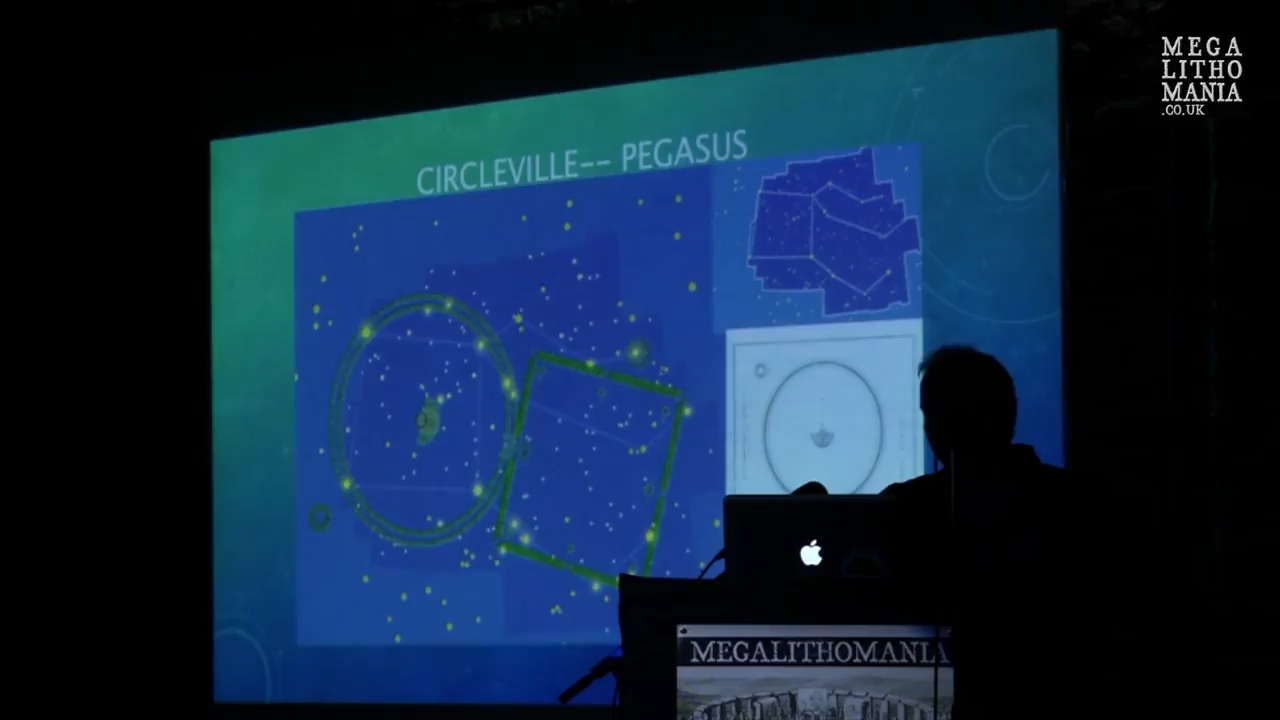 MEGA
LITHO
MANIA
.CO.UK
CIRCLEVILLE-- PEGASUS
MEGALITHOMANIA